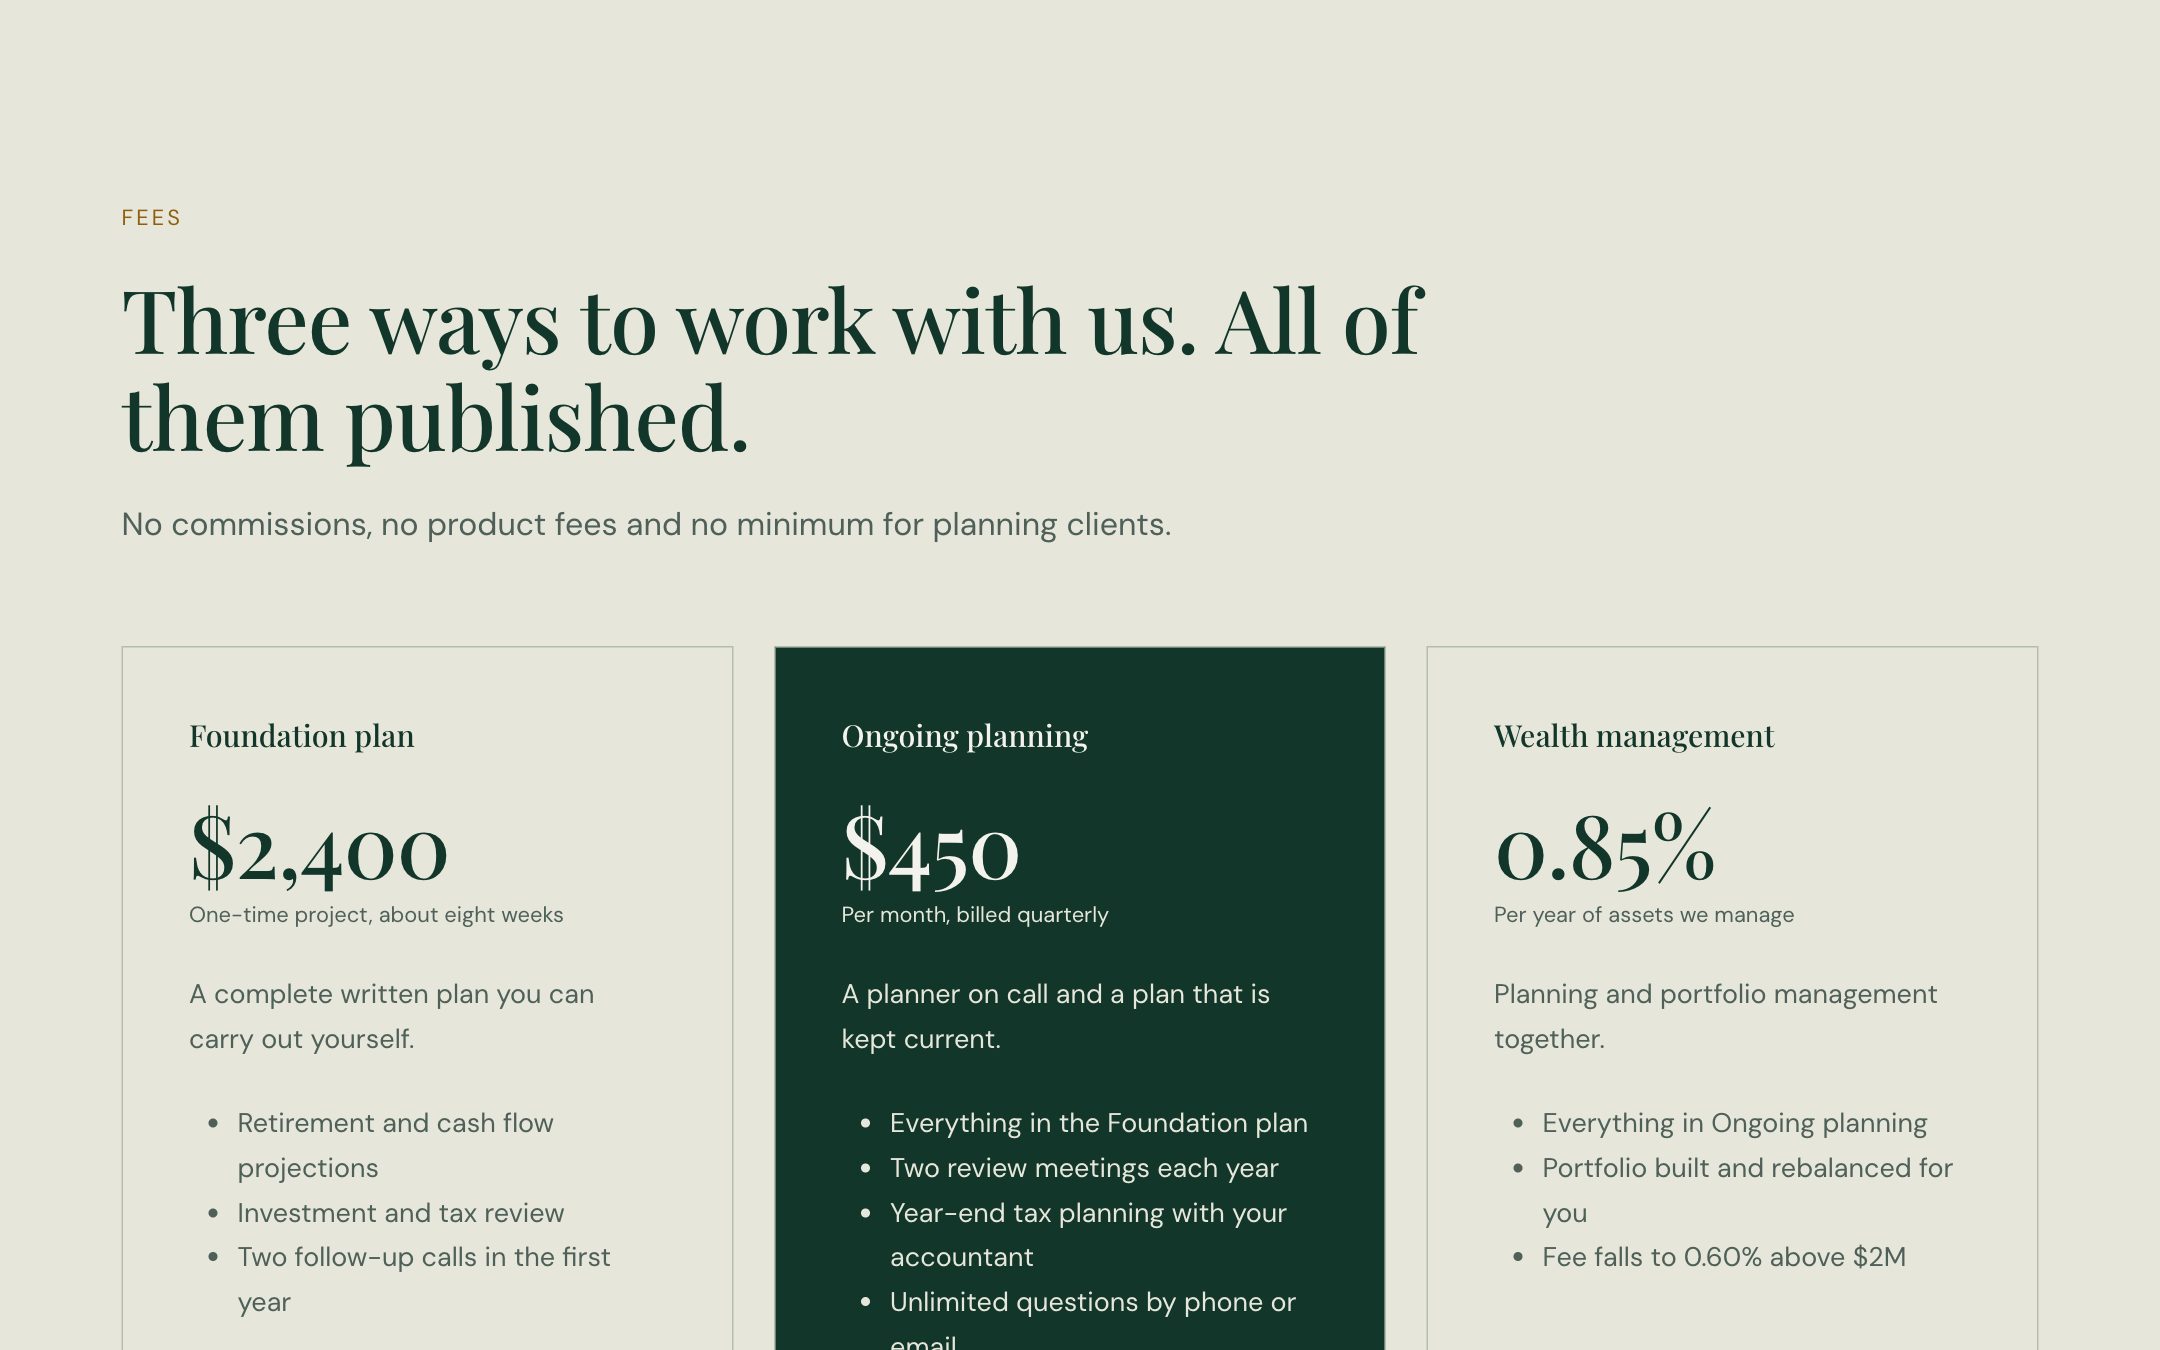 FEES
Three ways to work with us. All of
them published.
No commissions, no product fees and no minimum for planning clients.
Foundation plan
$2,400
One-time project, about eight weeks
A complete written plan you can
carry out yourself.
• Retirement and cash flow
projections
• Investment and tax review
• Two follow-up calls in the first
year
Ongoing planning
$450
Per month, billed quarterly
A planner on call and a plan that is
kept current.
• Everything in the Foundation plan
• Two review meetings each year
• Year-end tax planning with your
accountant
• Unlimited questions by phone or
email
Wealth management
0.85%
Per year of assets we manage
Planning and portfolio management
together.
• Everything in Ongoing planning
• Portfolio built and rebalanced for
you
• Fee falls to 0.60% above $2M